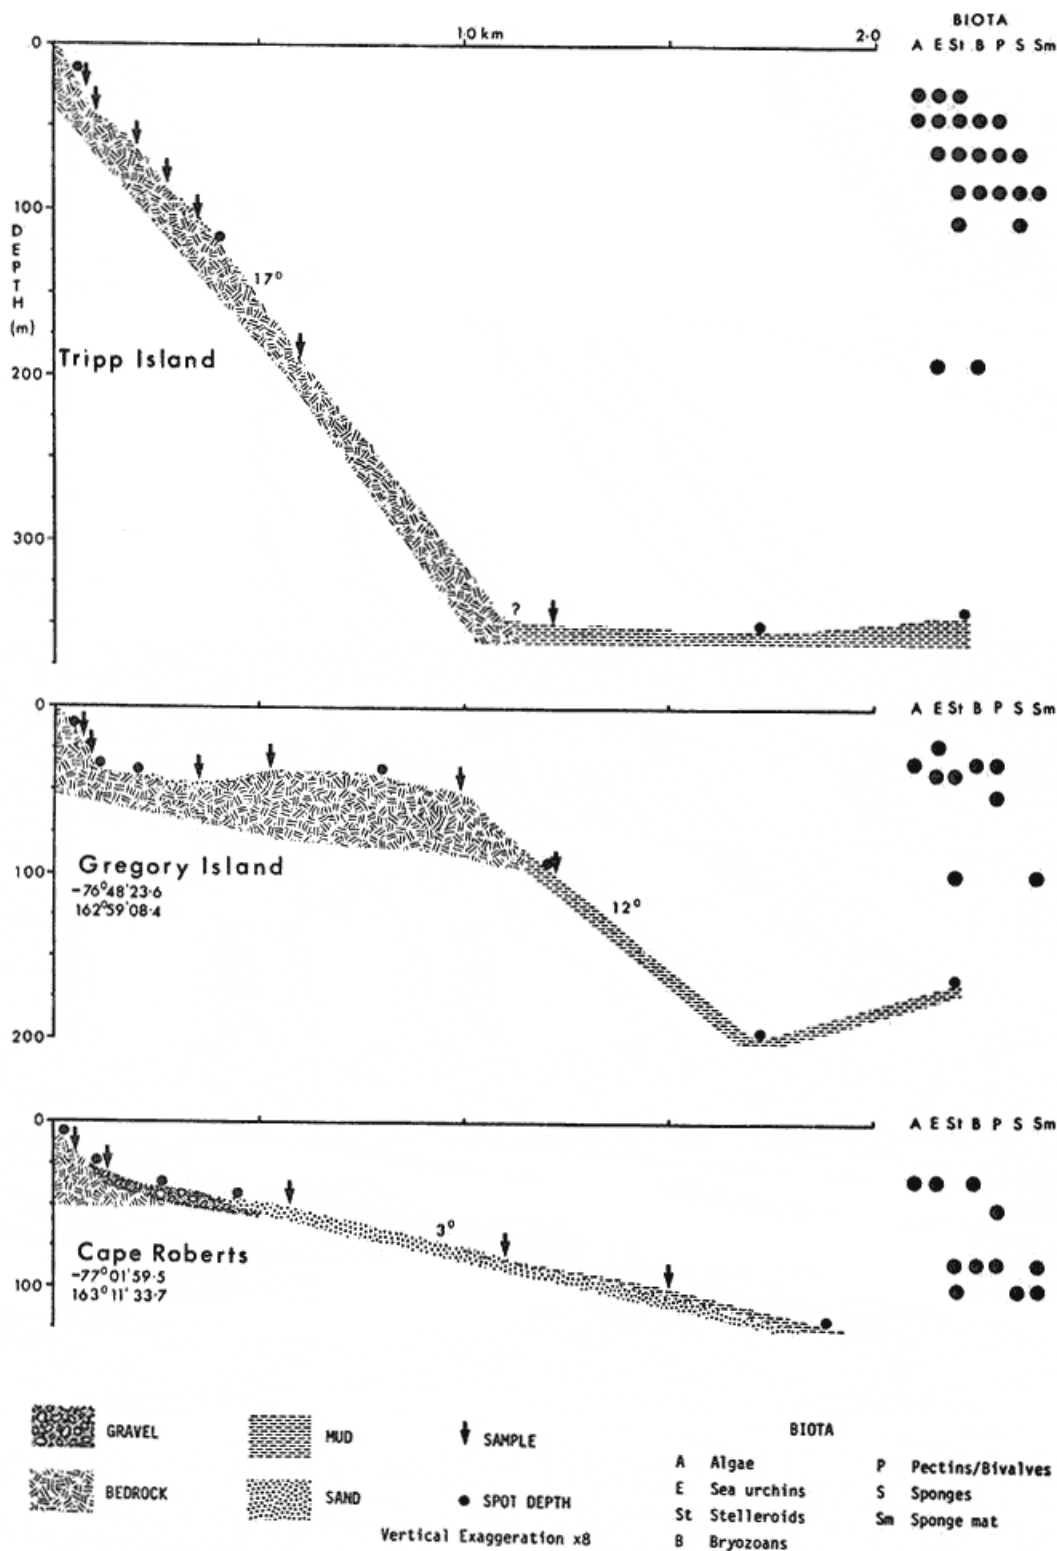 BIOTA
0 1.0 km 2.0 A E St B P S Sm
100
DEPTH
(m)
17°
Tripp Island
200
300
?
0 A E St B P S Sm
Gregory Island
100
-76°48'23.6
162°59'08.4
12°
200
0 A E St B P S Sm
3°
Cape Roberts
-77°01'59.5
100
163°11'33.7
GRAVEL
MUD
SAMPLE
BIOTA
BEDROCK
SAND
SPOT DEPTH
A Algae
E Sea urchins
St Stelleroids
B Bryozoans
P Pectins/Bivalves
S Sponges
Sm Sponge mat
Vertical Exaggeration x8